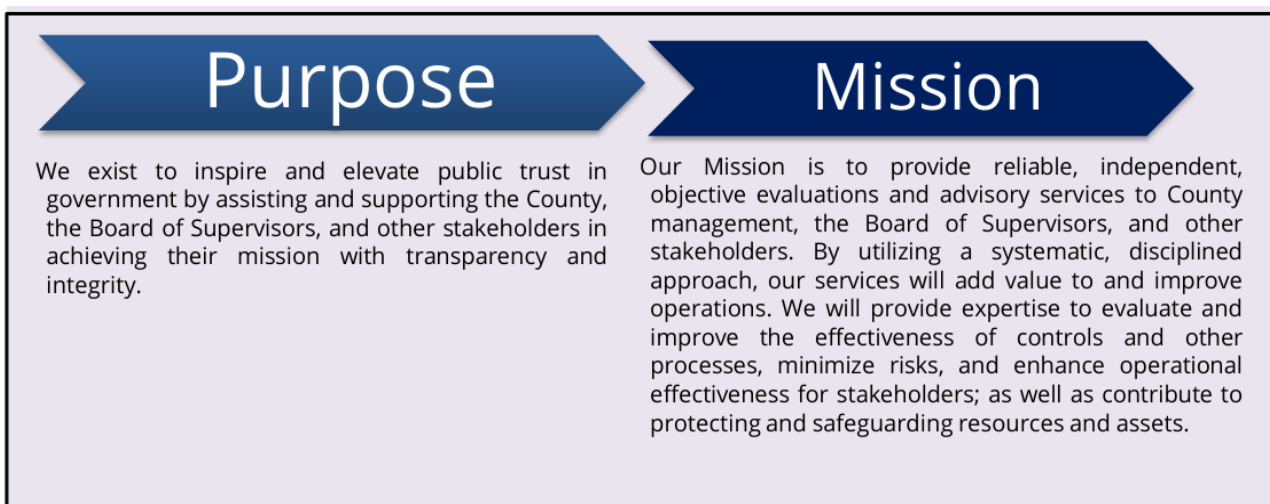 Purpose
We exist to inspire and elevate public trust in
government by assisting and supporting the County,
the Board of Supervisors, and other stakeholders in
achieving their mission with transparency and
integrity.
Mission
Our Mission is to provide reliable, independent,
objective evaluations and advisory services to County
management, the Board of Supervisors, and other
stakeholders. By utilizing a systematic, disciplined
approach, our services will add value to and improve
operations. We will provide expertise to evaluate and
improve the effectiveness of controls and other
processes, minimize risks, and enhance operational
effectiveness for stakeholders; as well as contribute to
protecting and safeguarding resources and assets.